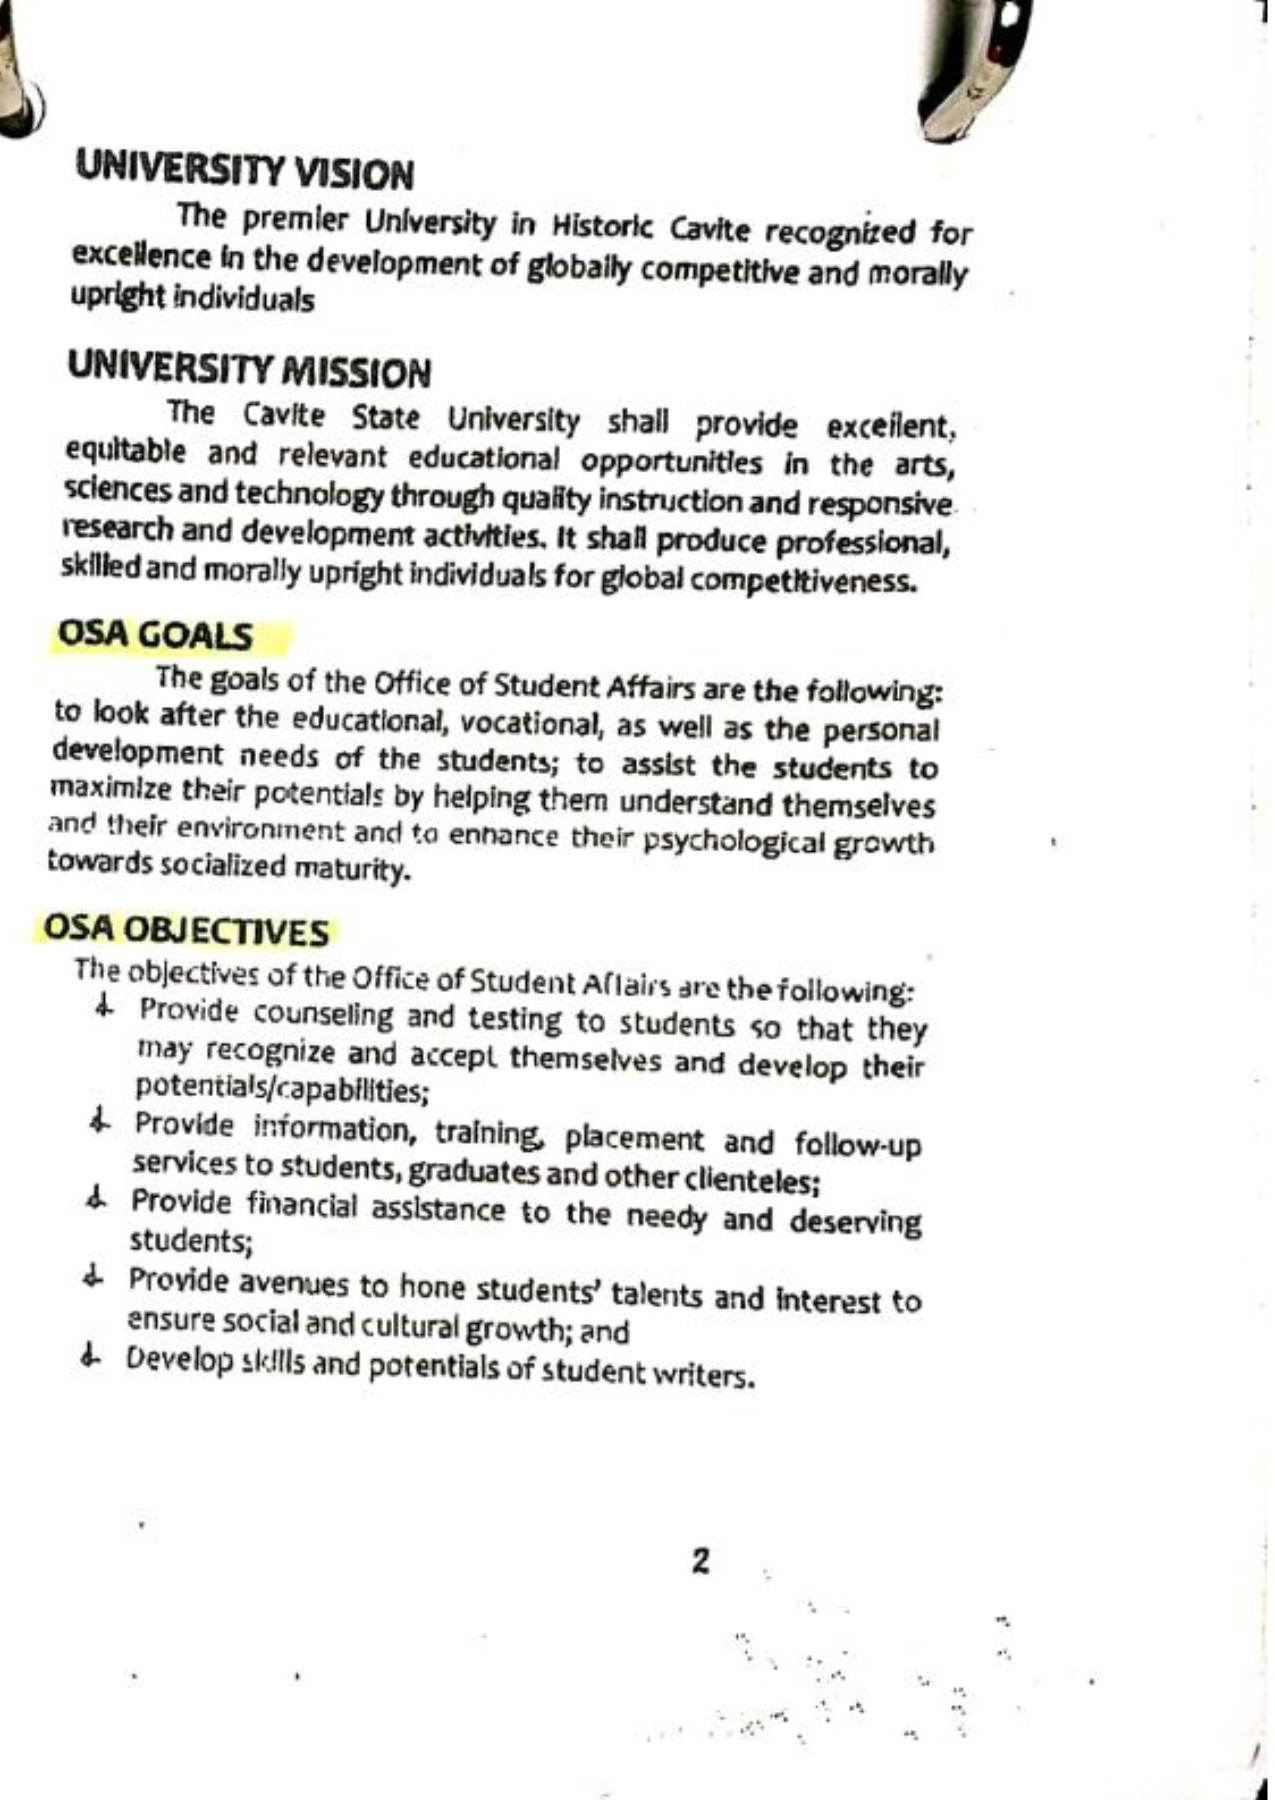 UNIVERSITY VISION
The premier University in Historic Cavite recognized for
excellence in the development of globally competitive and morally
upright individuals
UNIVERSITY MISSION
The Cavite State University shall provide excellent,
equitable and relevant educational opportunities in the arts,
sciences and technology through quality instruction and responsive
research and development activities. It shall produce professional,
skilled and morally upright individuals for global competitiveness.
OSA GOALS
The goals of the Office of Student Affairs are the following:
to look after the educational, vocational, as well as the personal
development needs of the students; to assist the students to
maximize their potentials by helping them understand themselves
and their environment and to enhance their psychological growth
towards socialized maturity.
OSA OBJECTIVES
The objectives of the Office of Student Affairs are the following:
Provide counseling and testing to students so that they
may recognize and accept themselves and develop their
potentials/capabilities;
Provide information, training, placement and follow-up
services to students, graduates and other clienteles;
Provide financial assistance to the needy and deserving
students;
Provide avenues to hone students' talents and interest to
ensure social and cultural growth; and
Develop skills and potentials of student writers.
2